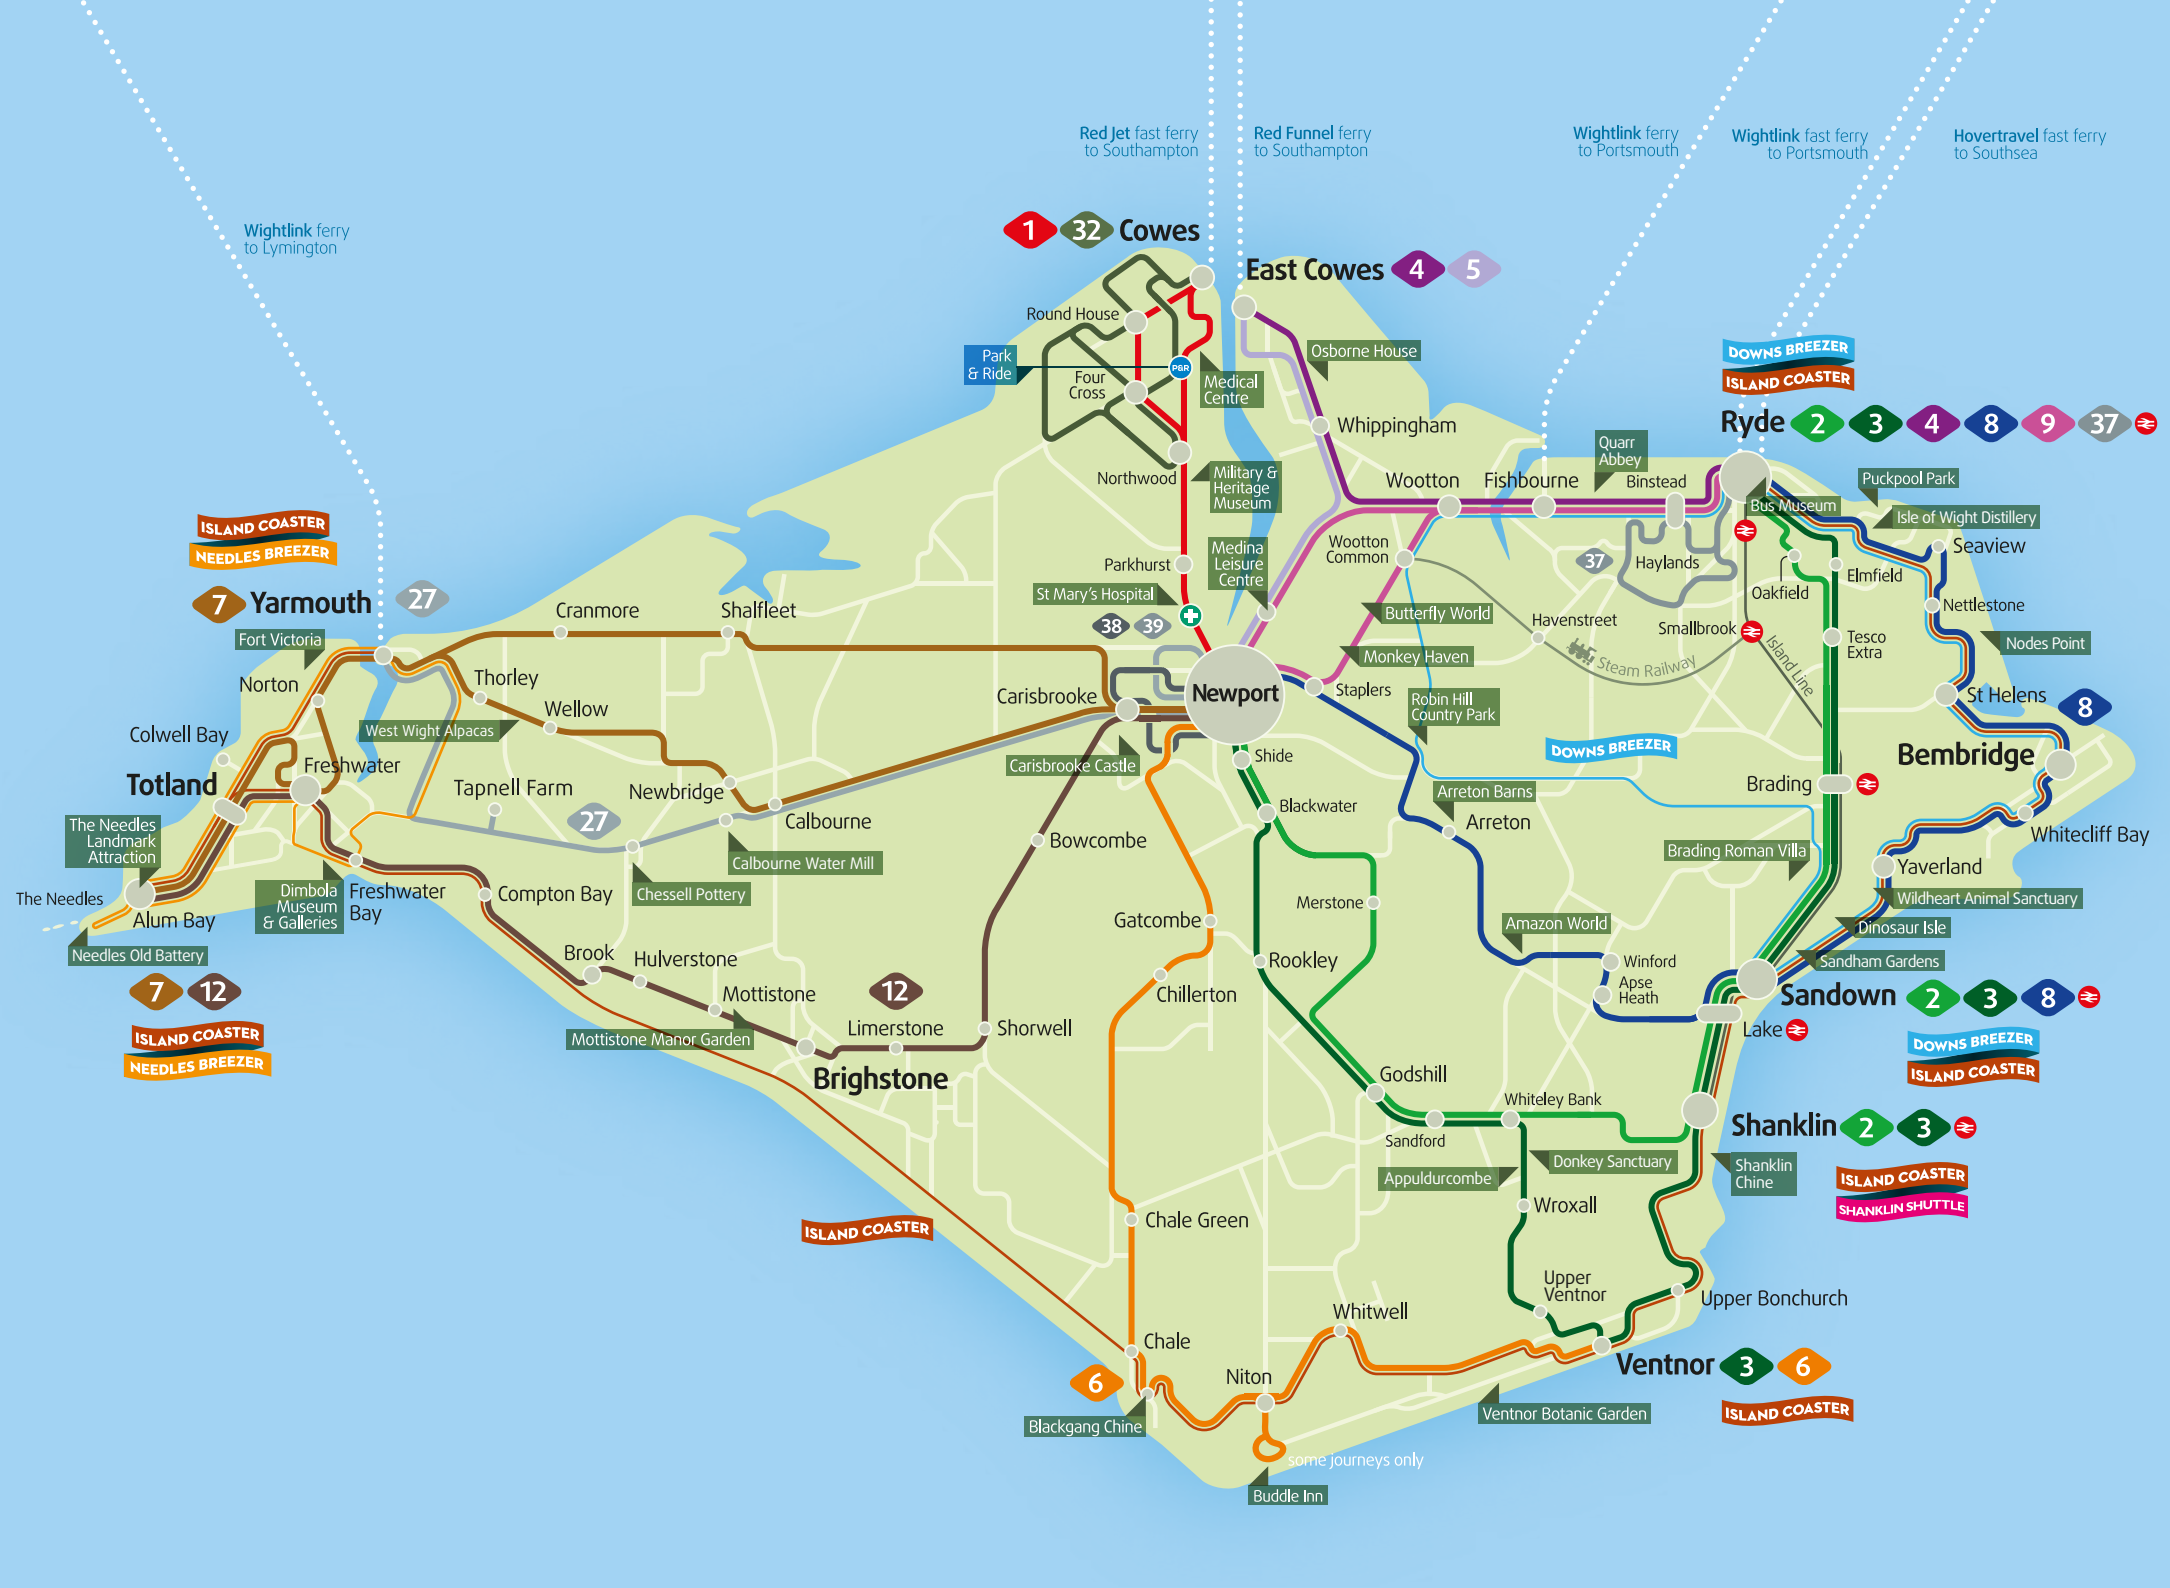 Red Jet fast ferry
to Southampton
Red Funnel ferry
to Southampton
Wightlink ferry
to Portsmouth
Wightlink fast ferry
to Portsmouth
Hovertravel fast ferry
to Southsea
Wightlink ferry
to Lymington
1 32 Cowes
East Cowes 4 5
Round House
Park
& Ride
P&R
Four
Cross
Medical
Centre
Osborne House
Whippingham
DOWNS BREEZER
ISLAND COASTER
Ryde 2 3 4 8 9 37
Quarr
Abbey
Northwood
Military &
Heritage
Museum
Wootton
Fishbourne
Binstead
Puckpool Park
Bus Museum
Isle of Wight Distillery
Seaview
ISLAND COASTER
NEEDLES BREEZER
7 Yarmouth 27
Fort Victoria
Cranmore
Shalfleet
Parkhurst
Medina
Leisure
Centre
Wootton
Common
37
Haylands
Oakfield
Elmfield
Nettlestone
St Mary's Hospital
38 39
Butterfly World
Havenstreet
Smallbrook
Tesco
Extra
Nodes Point
Steam Railway
Island Line
Monkey Haven
Norton
Thorley
Wellow
Carisbrooke
Newport
Staplers
Robin Hill
Country Park
St Helens
8
Colwell Bay
West Wight Alpacas
Carisbrooke Castle
Shide
DOWNS BREEZER
Bembridge
Totland
Freshwater
Tapnell Farm
Newbridge
Brading
Arreton Barns
Blackwater
Arreton
27
Calbourne
Whitecliff Bay
The Needles
Landmark
Attraction
Bowcombe
Brading Roman Villa
Calbourne Water Mill
Yaverland
The Needles
Dimbola
Museum
& Galleries
Freshwater
Bay
Compton Bay
Chessell Pottery
Merstone
Wildheart Animal Sanctuary
Alum Bay
Gatcombe
Amazon World
Dinosaur Isle
Needles Old Battery
Brook
Hulverstone
Rookley
Winford
Sandham Gardens
7 12
Mottistone
12
Chillerton
Apse
Heath
Sandown 2 3 8
ISLAND COASTER
NEEDLES BREEZER
Mottistone Manor Garden
Limerstone
Shorwell
Lake
DOWNS BREEZER
ISLAND COASTER
Brighstone
Godshill
Whiteley Bank
Sandford
Shanklin 2 3
Donkey Sanctuary
Appuldurcombe
Shanklin
Chine
ISLAND COASTER
SHANKLIN SHUTTLE
Wroxall
ISLAND COASTER
Chale Green
Upper
Ventnor
Upper Bonchurch
Whitwell
Chale
6
Niton
Ventnor 3 6
ISLAND COASTER
Blackgang Chine
Ventnor Botanic Garden
some journeys only
Buddle Inn